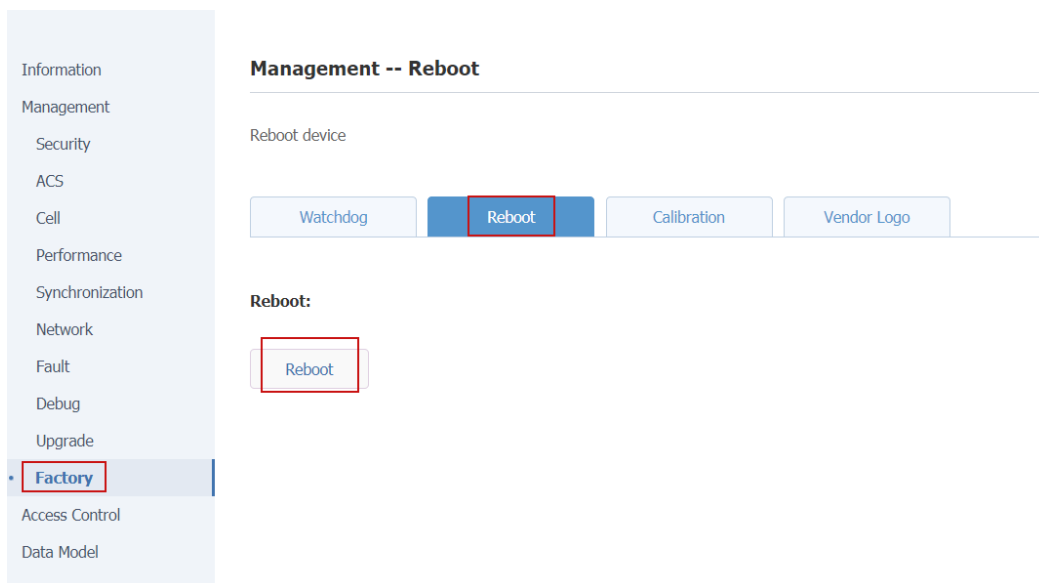 Information
Management
Security
ACS
Cell
Performance
Synchronization
Network
Fault
Debug
Upgrade
Factory
Access Control
Data Model
Management -- Reboot
Reboot device
Watchdog
Reboot
Calibration
Vendor Logo
Reboot:
Reboot